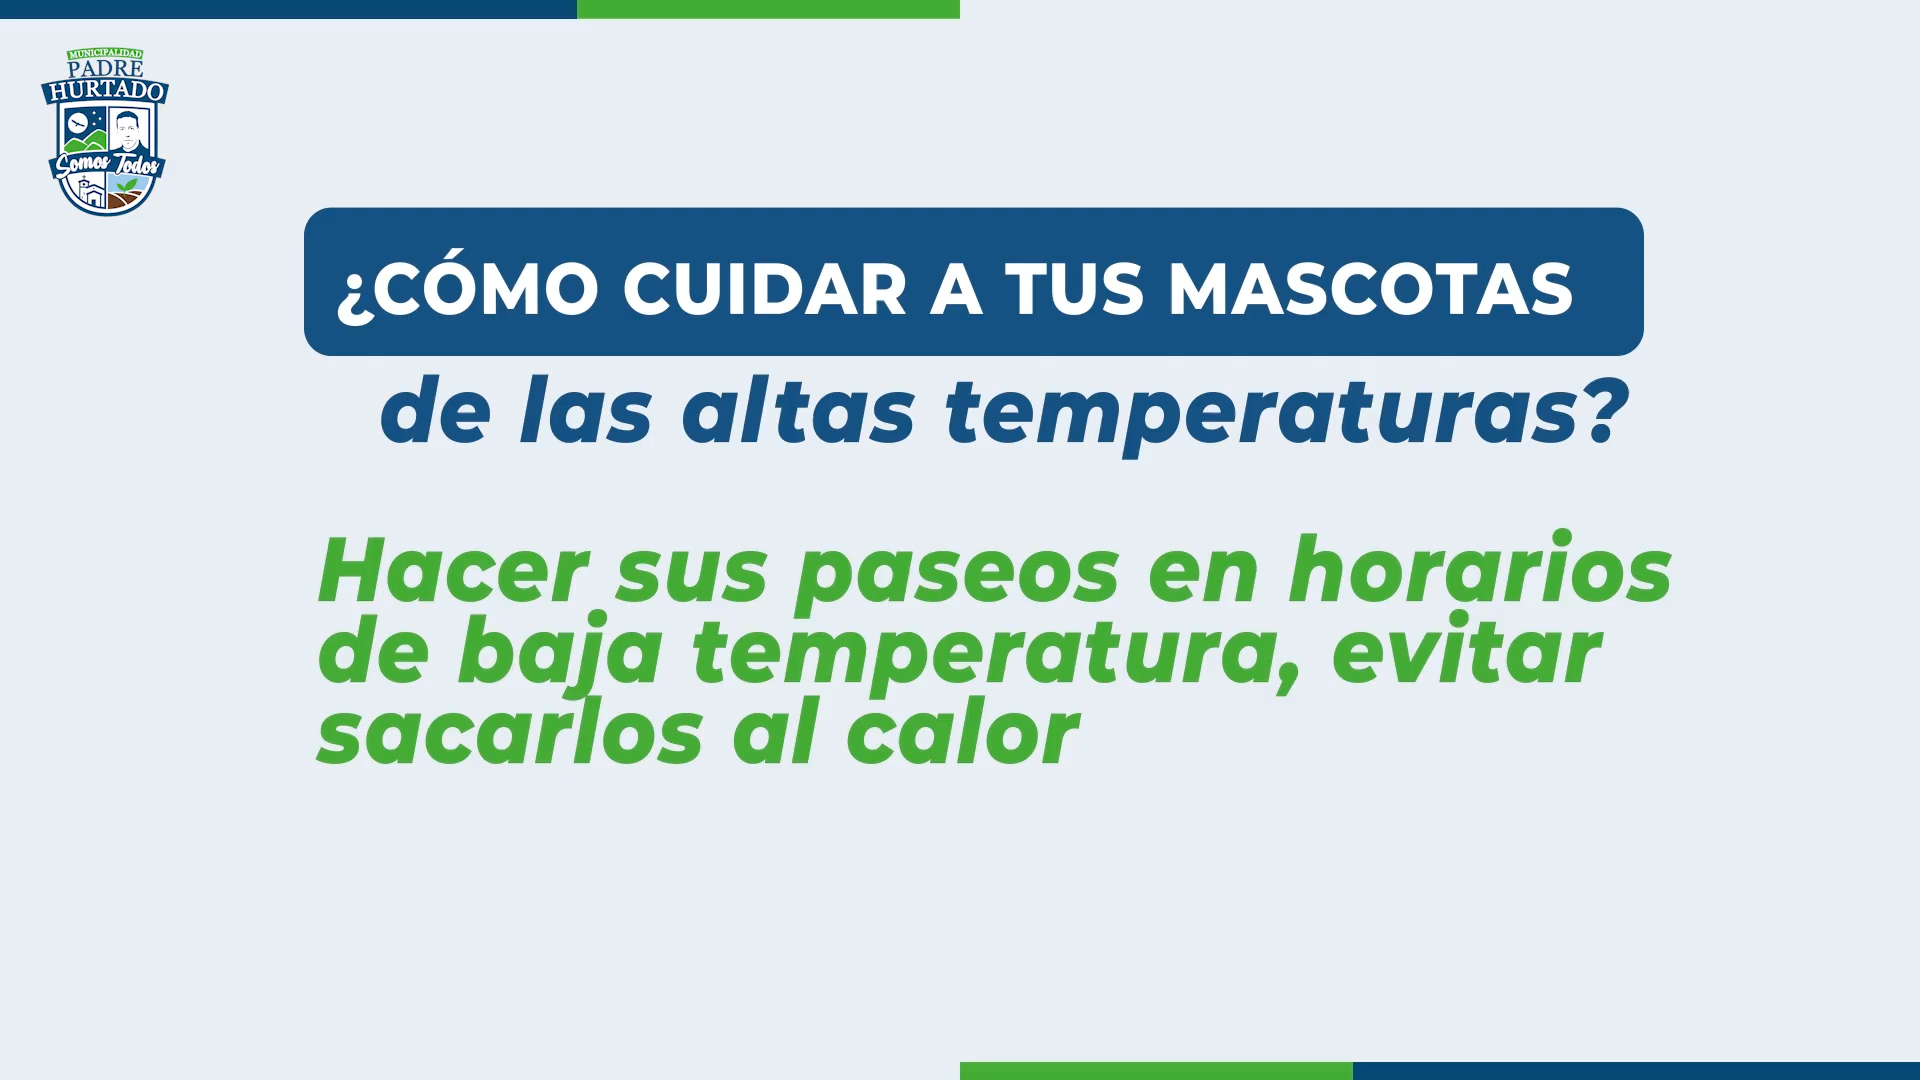 MUNICIPALIDAD
PADRE
HURTADO
Somos Todos
¿CÓMO CUIDAR A TUS MASCOTAS
de las altas temperaturas?
Hacer sus paseos en horarios
de baja temperatura, evitar
sacarlos al calor